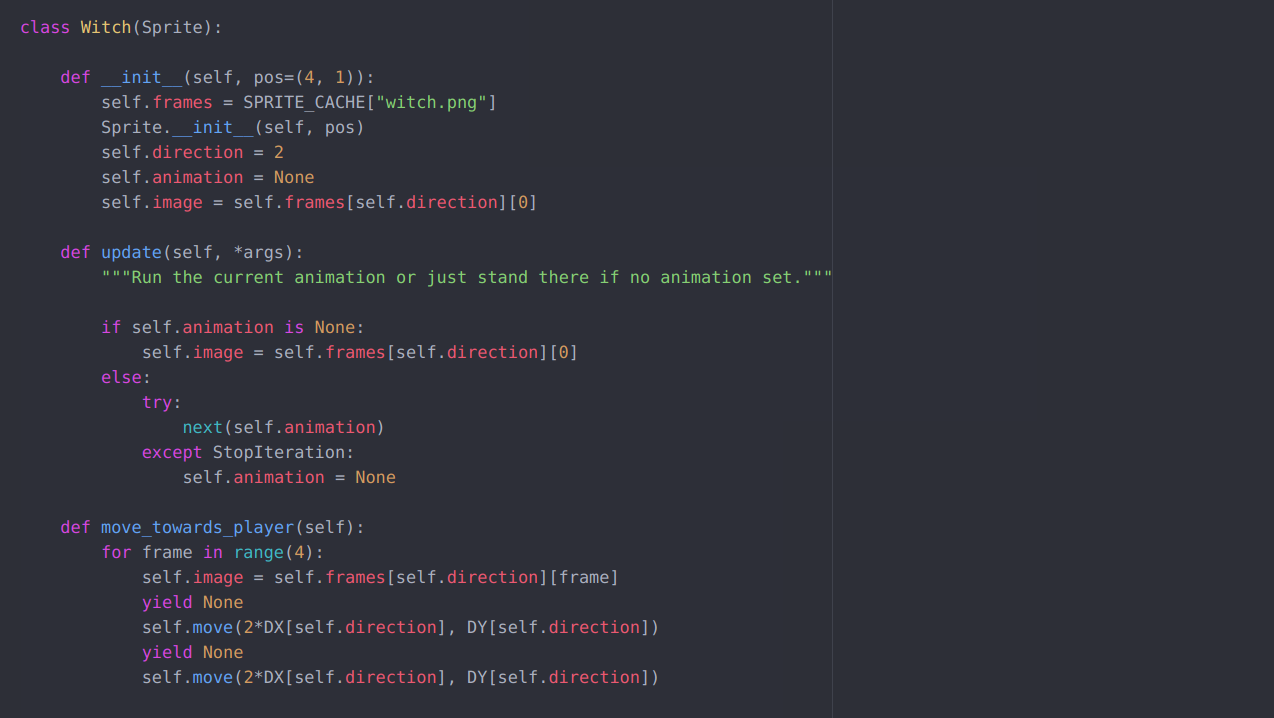 class Witch(Sprite):
    def __init__(self, pos=(4, 1)):
        self.frames = SPRITE_CACHE["witch.png"]
        Sprite.__init__(self, pos)
        self.direction = 2
        self.animation = None
        self.image = self.frames[self.direction][0]
    def update(self, *args):
        """Run the current animation or just stand there if no animation set."""
        if self.animation is None:
            self.image = self.frames[self.direction][0]
        else:
            try:
                next(self.animation)
            except StopIteration:
                self.animation = None
    def move_towards_player(self):
        for frame in range(4):
            self.image = self.frames[self.direction][frame]
            yield None
            self.move(2*DX[self.direction], DY[self.direction])
            yield None
            self.move(2*DX[self.direction], DY[self.direction])